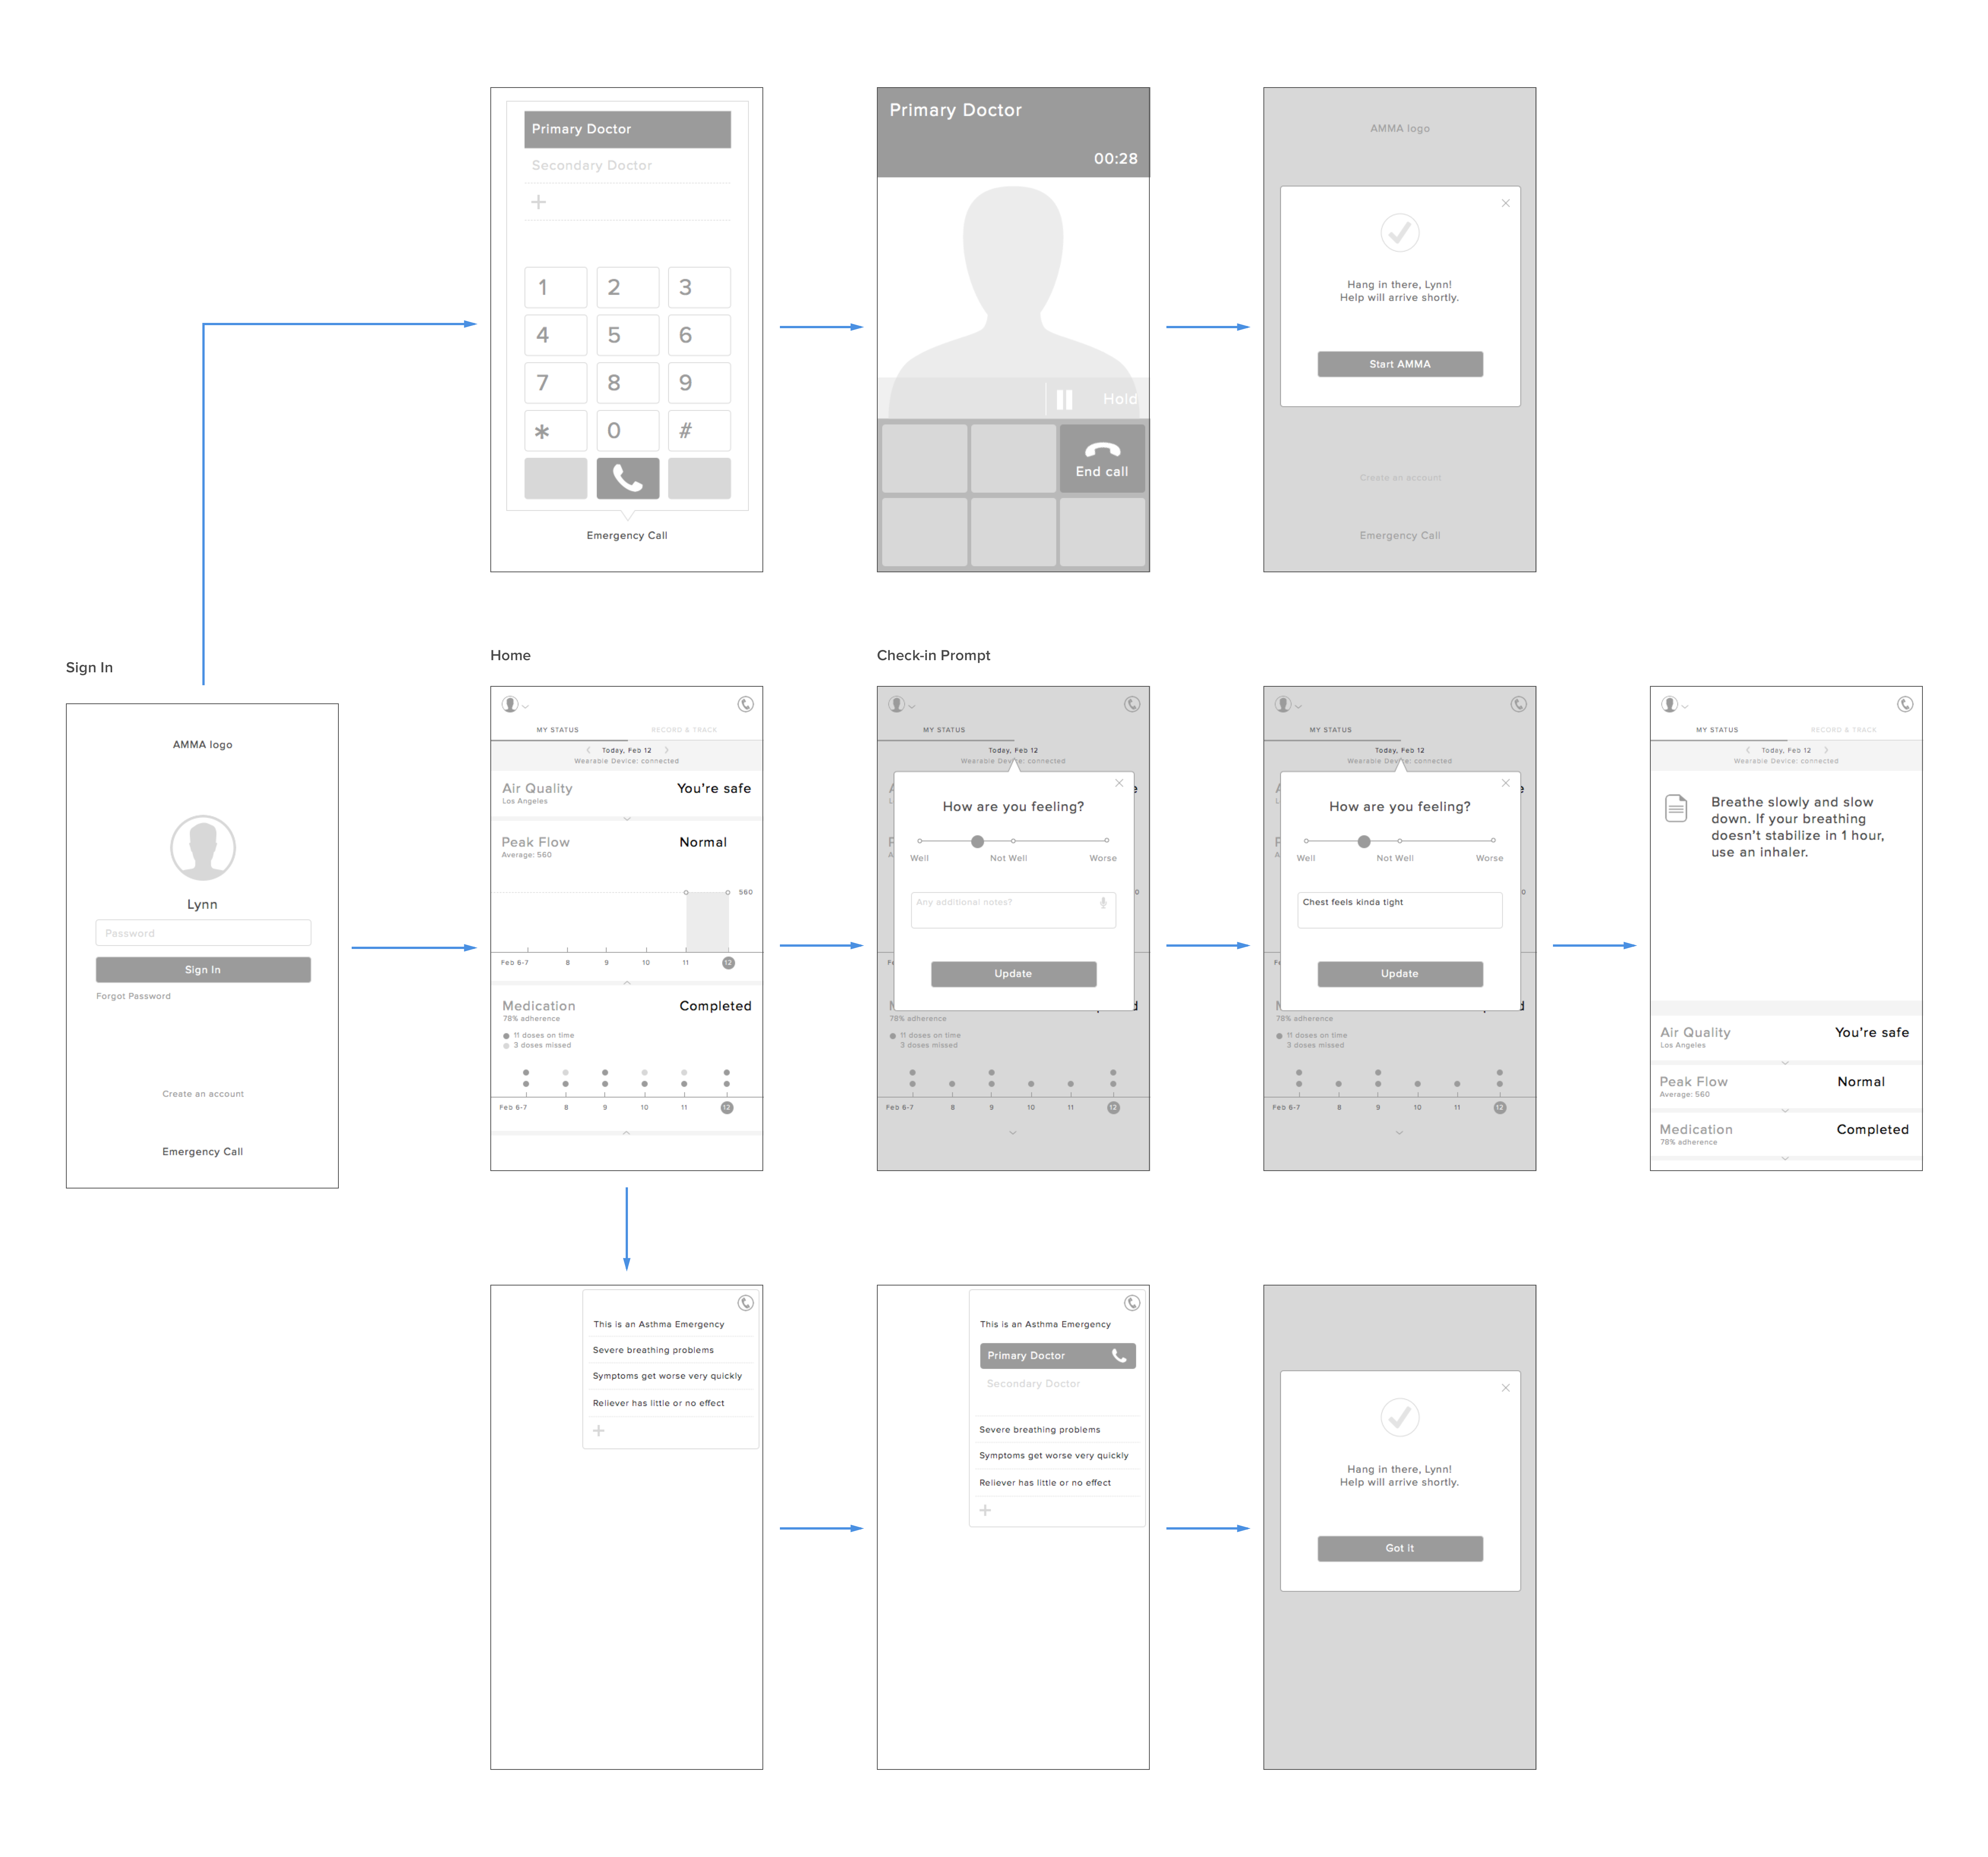 Primary Doctor
Secondary Doctor
+
1 2 3
4 5 6
7 8 9
* 0 #
Emergency Call
Primary Doctor
00:28
Hold
End call
AMMA logo
Hang in there, Lynn!
Help will arrive shortly.
Start AMMA
Create an account
Emergency Call
Sign In
AMMA logo
Lynn
Password
Sign In
Forgot Password
Create an account
Emergency Call
Home
MY STATUS RECORD & TRACK
Today, Feb 12
Wearable Device: connected
Air Quality You're safe
Los Angeles
Peak Flow Normal
Average: 560
560
Feb 6-7 8 9 10 11 12
Medication Completed
78% adherence
11 doses on time
3 doses missed
Feb 6-7 8 9 10 11 12
Check-in Prompt
MY STATUS
Today, Feb 12
Wearable Device: connected
How are you feeling?
Well Not Well Worse
Any additional notes?
Update
78% adherence
11 doses on time
3 doses missed
Feb 6-7 8 9 10 11 12
MY STATUS
Today, Feb 12
Wearable Device: connected
How are you feeling?
Well Not Well Worse
Chest feels kinda tight
Update
78% adherence
11 doses on time
3 doses missed
Feb 6-7 8 9 10 11 12
MY STATUS RECORD & TRACK
Today, Feb 12
Wearable Device: connected
Breathe slowly and slow
down. If your breathing
doesn't stabilize in 1 hour,
use an inhaler.
Air Quality You're safe
Los Angeles
Peak Flow Normal
Average: 560
Medication Completed
78% adherence
This is an Asthma Emergency
Severe breathing problems
Symptoms get worse very quickly
Reliever has little or no effect
+
This is an Asthma Emergency
Primary Doctor
Secondary Doctor
Severe breathing problems
Symptoms get worse very quickly
Reliever has little or no effect
+
Hang in there, Lynn!
Help will arrive shortly.
Got it